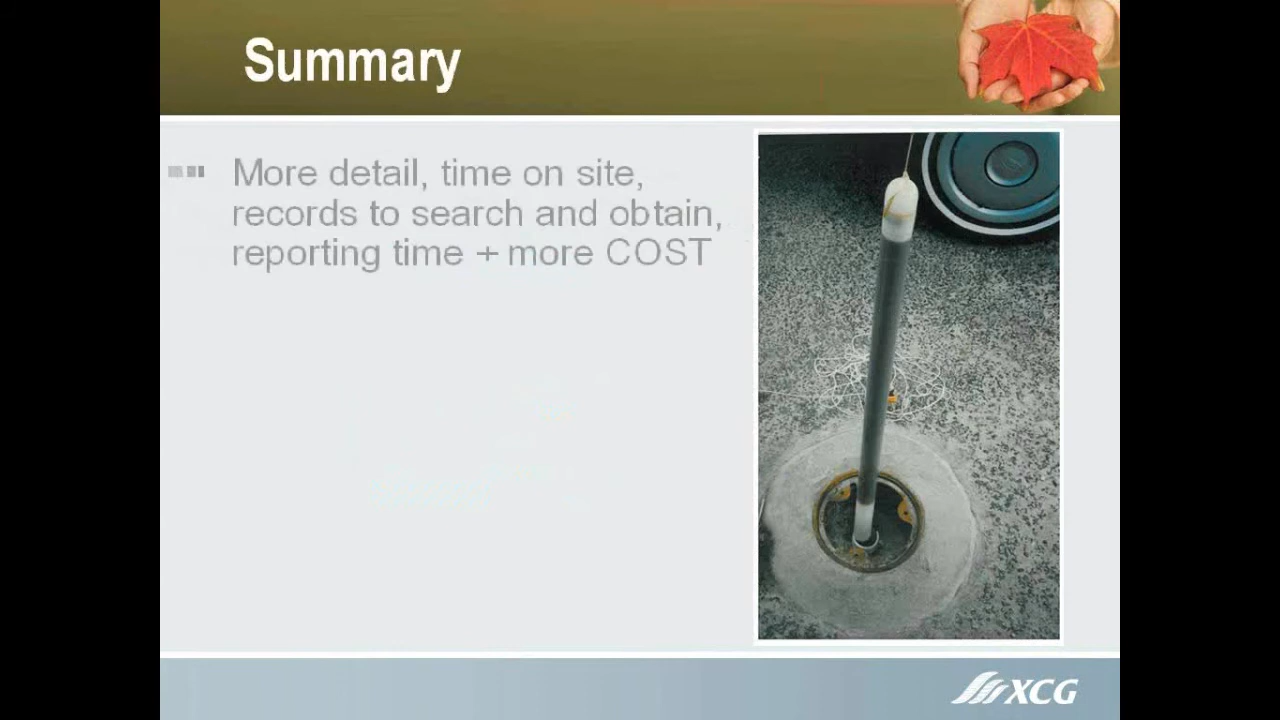 Summary
More detail, time on site,
records to search and obtain,
reporting time + more COST
XCG